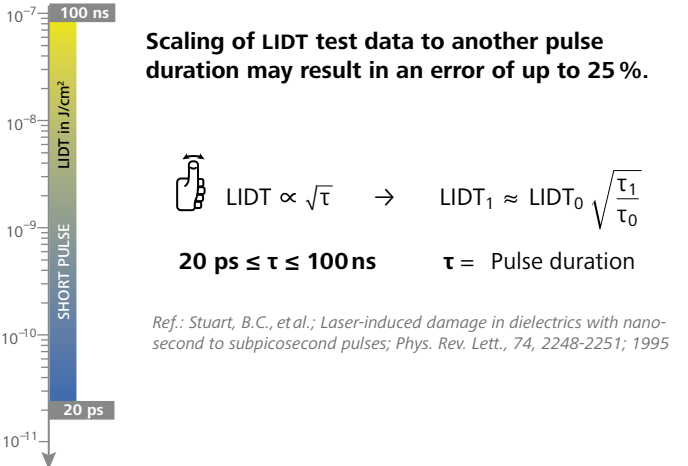 10⁻⁷
100 ns
Scaling of LIDT test data to another pulse
duration may result in an error of up to 25 %.
LIDT in J/cm²
10⁻⁸
LIDT ∝ √τ → LIDT₁ ≈ LIDT₀ √(τ₁/τ₀)
10⁻⁹
SHORT PULSE
20 ps ≤ τ ≤ 100 ns τ = Pulse duration
Ref.: Stuart, B.C., et al.; Laser-induced damage in dielectrics with nano-
second to subpicosecond pulses; Phys. Rev. Lett., 74, 2248-2251; 1995
10⁻¹⁰
20 ps
10⁻¹¹